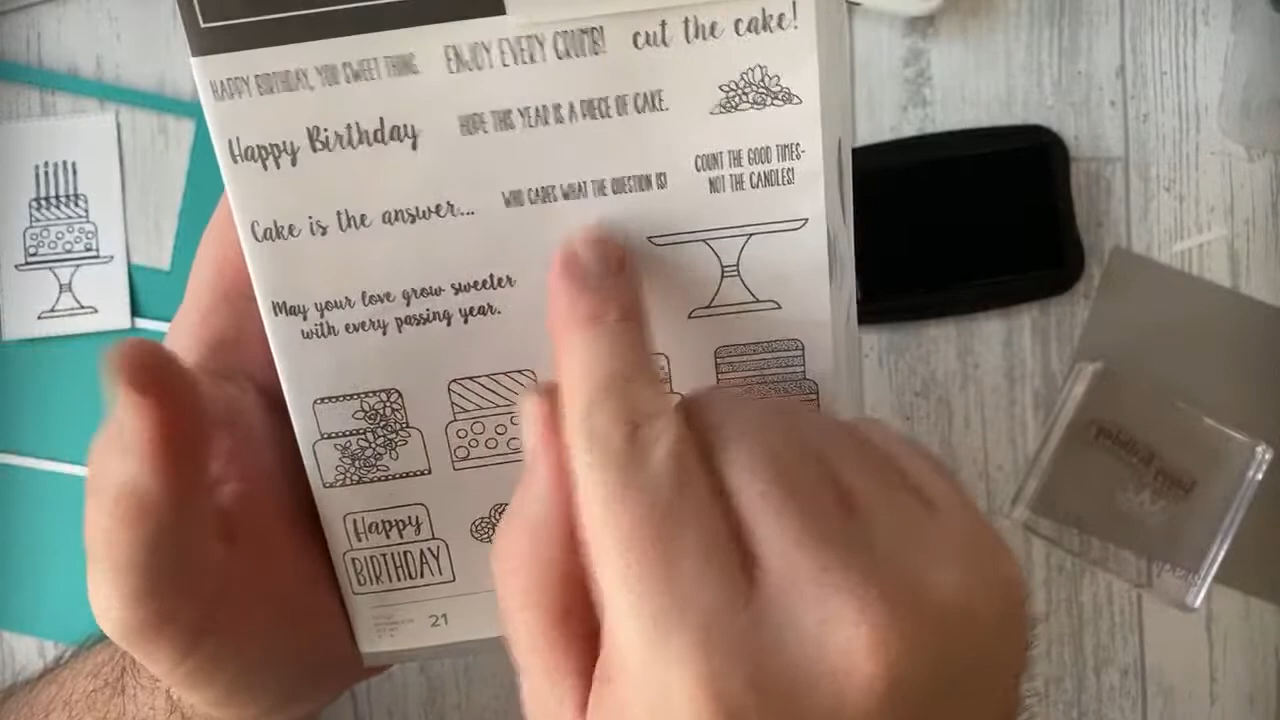 HAPPY BIRTHDAY, YOU SWEET THING
ENJOY EVERY CRUMB!
cut the cake!
Happy Birthday
HOPE THIS YEAR IS A PIECE OF CAKE.
Cake is the answer...
WHO CARES WHAT THE QUESTION IS!
COUNT THE GOOD TIMES-
NOT THE CANDLES!
May your love grow sweeter
with every passing year.
Happy
BIRTHDAY
21